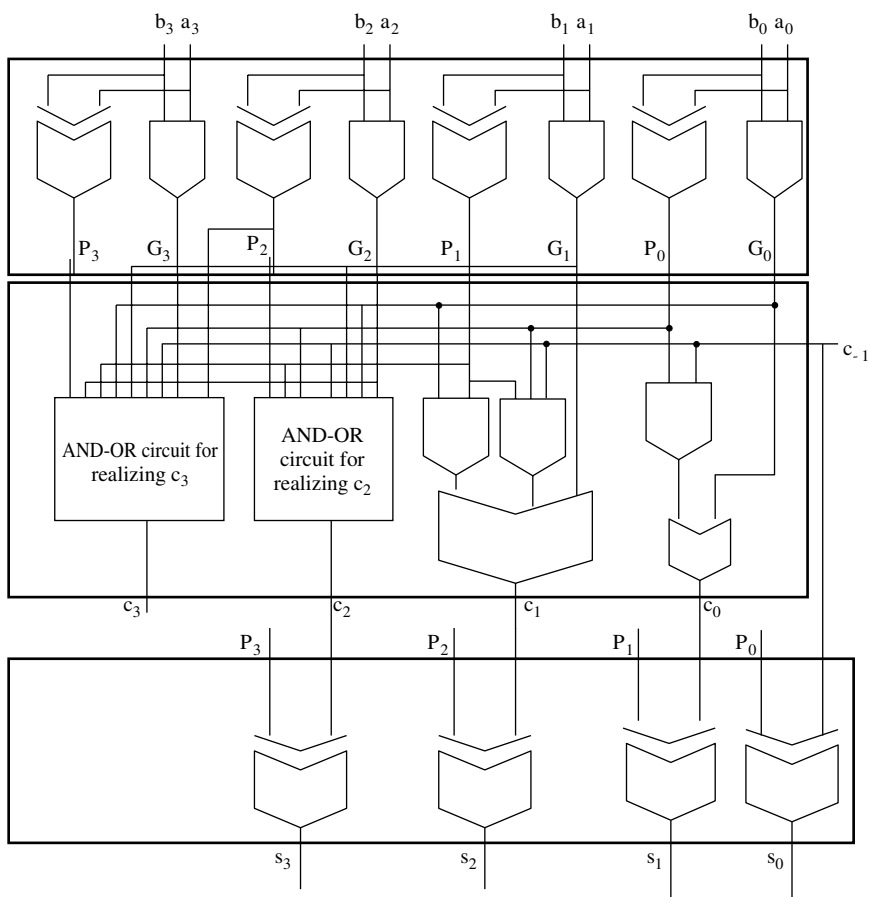 b₃ a₃ b₂ a₂ b₁ a₁ b₀ a₀
P₃ G₃ P₂ G₂ P₁ G₁ P₀ G₀
c₋₁
AND-OR circuit for
realizing c₃
AND-OR
circuit for
realizing c₂
c₃ c₂ c₁ c₀
P₃ P₂ P₁ P₀
s₃ s₂ s₁ s₀